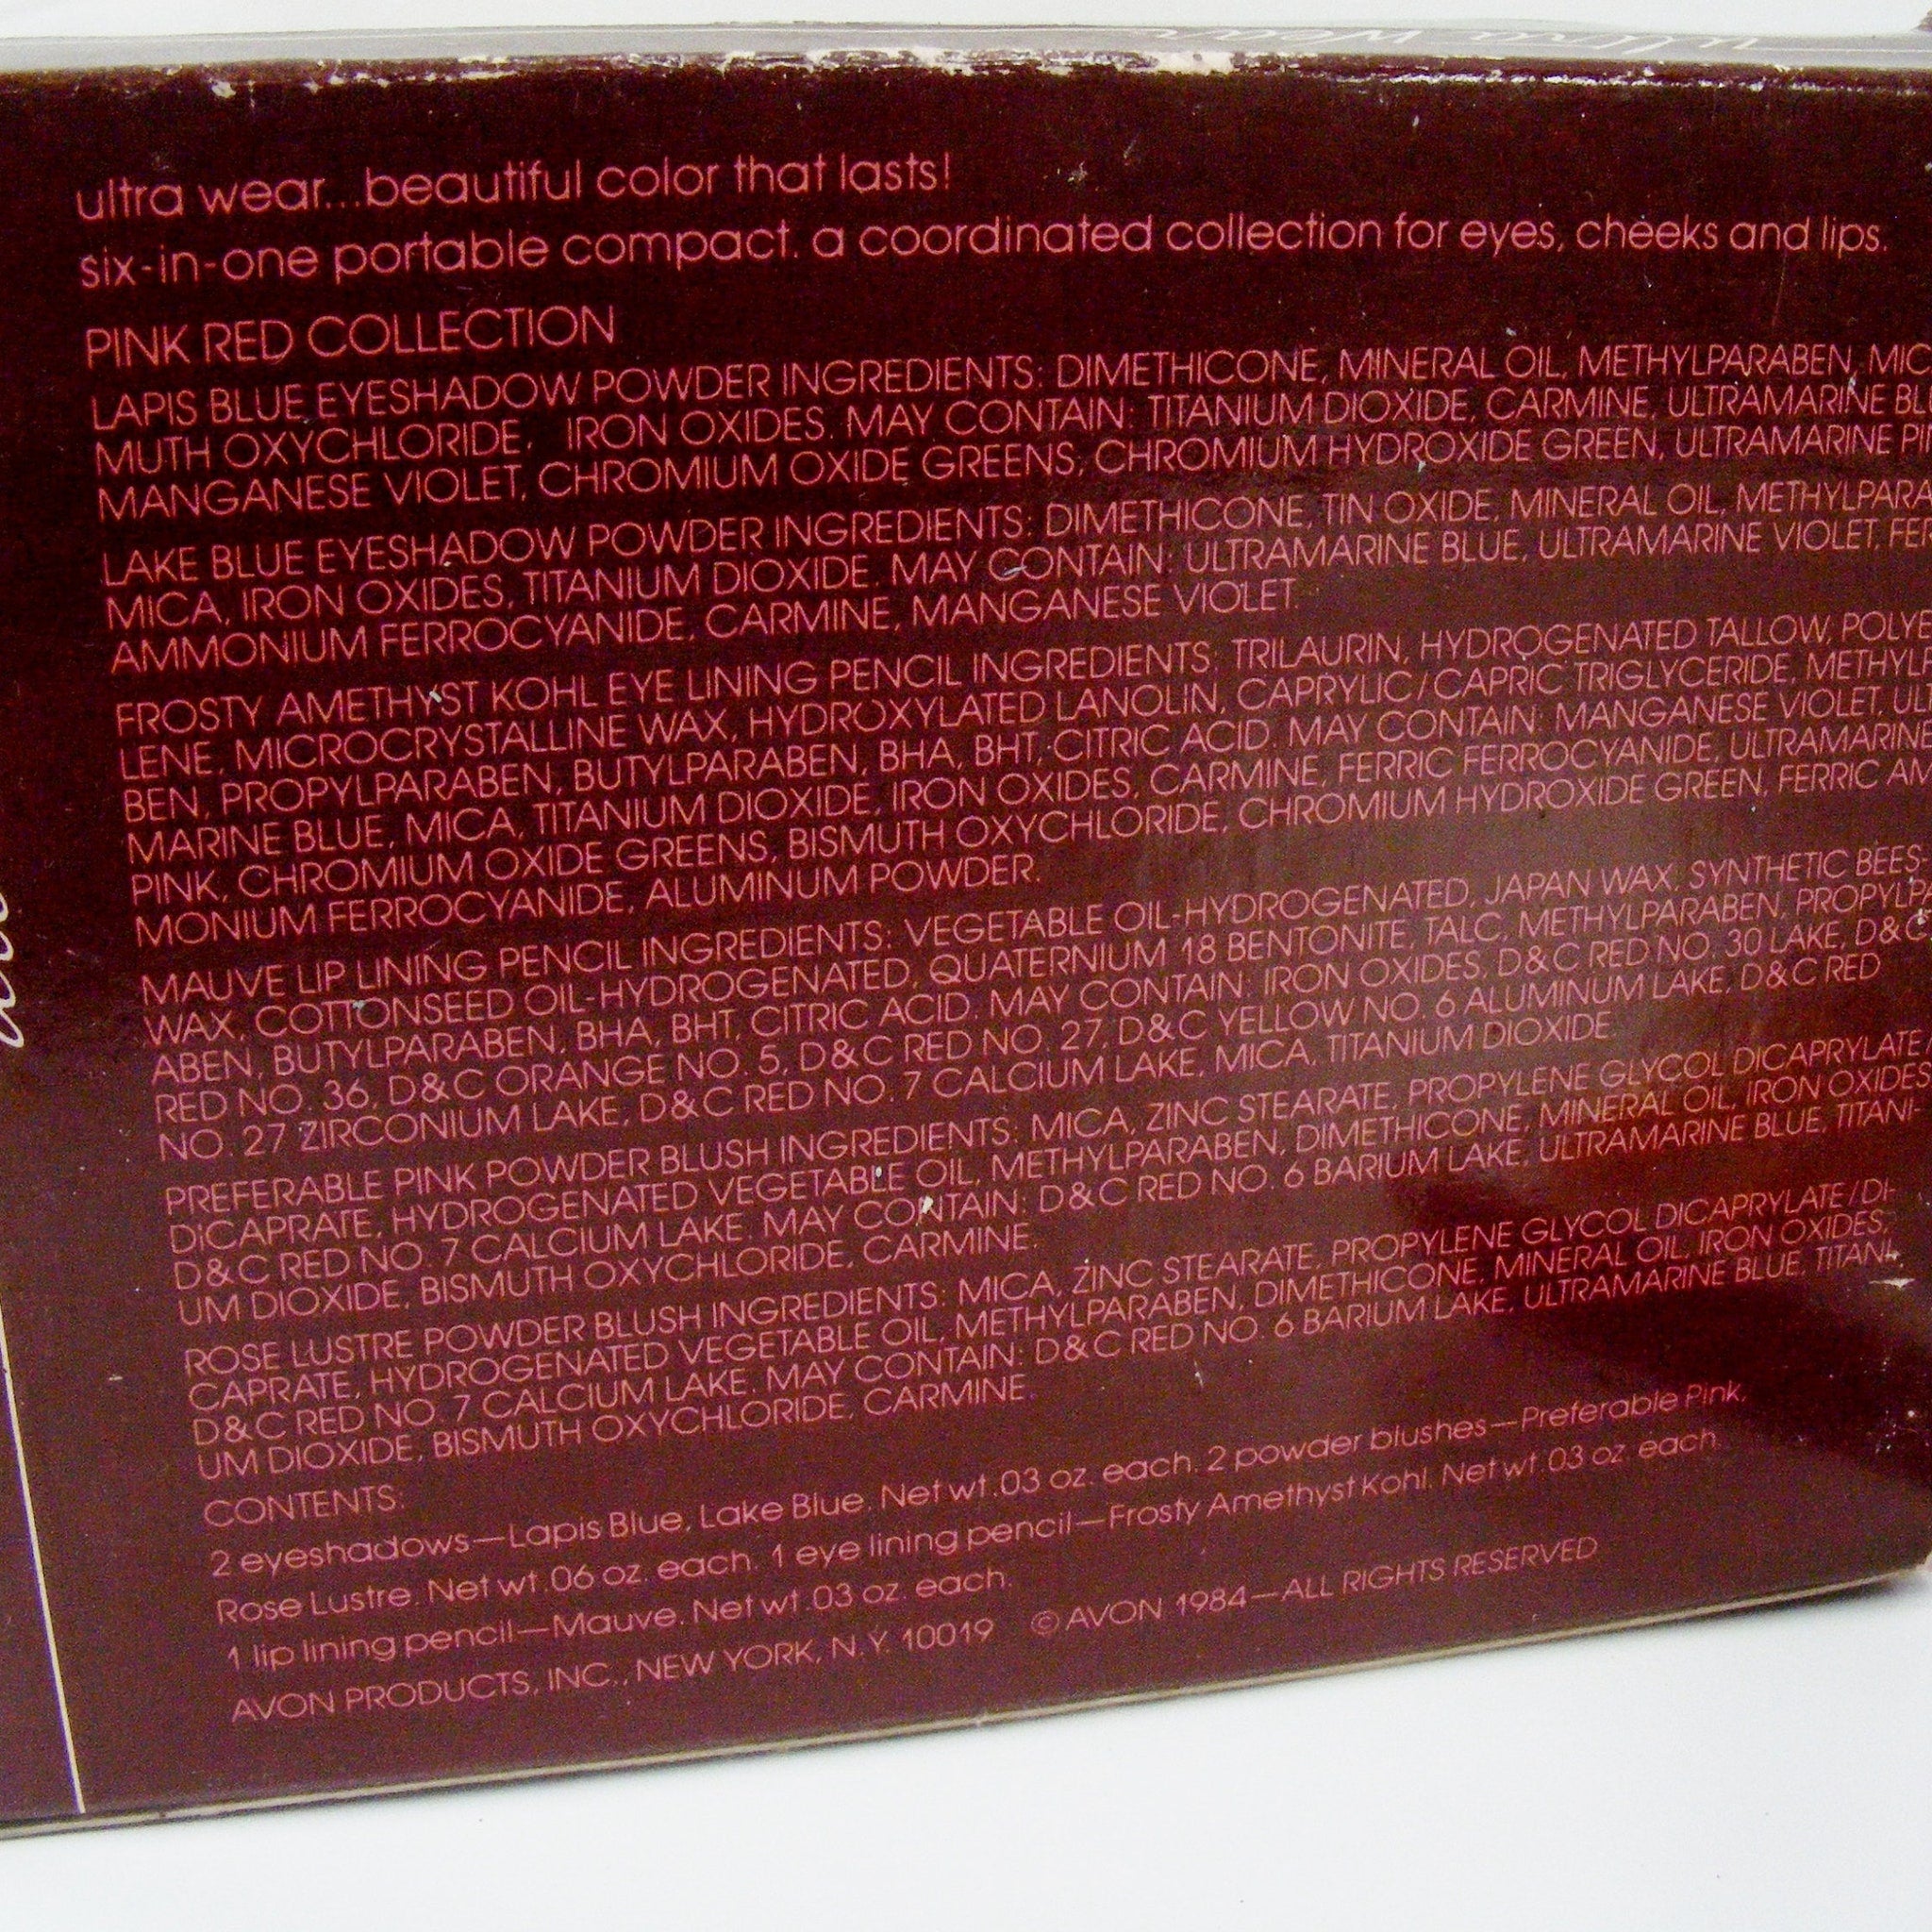 ultra wear
ultra wear...beautiful color that lasts!
six-in-one portable compact. a coordinated collection for eyes, cheeks and lips.
PINK RED COLLECTION
LAPIS BLUE EYESHADOW POWDER INGREDIENTS: DIMETHICONE, MINERAL OIL, METHYLPARABEN,
MUTH OXYCHLORIDE, IRON OXIDES. MAY CONTAIN: TITANIUM DIOXIDE, CARMINE, ULTRAMARINE
MANGANESE VIOLET, CHROMIUM OXIDE GREENS, CHROMIUM HYDROXIDE GREEN, ULTRAMARINE
LAKE BLUE EYESHADOW POWDER INGREDIENTS: DIMETHICONE, TIN OXIDE, MINERAL OIL,
MICA, IRON OXIDES, TITANIUM DIOXIDE. MAY CONTAIN: ULTRAMARINE BLUE, ULTRAMARINE VIOLET,
AMMONIUM FERROCYANIDE, CARMINE, MANGANESE VIOLET.
FROSTY AMETHYST KOHL EYE LINING PENCIL INGREDIENTS: TRILAURIN, HYDROGENATED TALLOW,
LENE, MICROCRYSTALLINE WAX, HYDROXYLATED LANOLIN, CAPRYLIC/CAPRIC TRIGLYCERIDE,
BEN, PROPYLPARABEN, BUTYLPARABEN, BHA, BHT, CITRIC ACID. MAY CONTAIN: MANGANESE VIOLET,
MARINE BLUE, MICA, TITANIUM DIOXIDE, IRON OXIDES, CARMINE, FERRIC FERROCYANIDE, ULTRAMARINE
PINK, CHROMIUM OXIDE GREENS, BISMUTH OXYCHLORIDE, CHROMIUM HYDROXIDE GREEN, FERRIC AM-
MONIUM FERROCYANIDE, ALUMINUM POWDER.
MAUVE LIP LINING PENCIL INGREDIENTS: VEGETABLE OIL-HYDROGENATED, JAPAN WAX, SYNTHETIC BEES-
WAX, COTTONSEED OIL-HYDROGENATED, QUATERNIUM 18 BENTONITE, TALC, METHYLPARABEN, PROPYLP-
ABEN, BUTYLPARABEN, BHA, BHT, CITRIC ACID. MAY CONTAIN: IRON OXIDES, D&C RED NO. 30 LAKE, D&C
RED NO. 36, D&C ORANGE NO. 5, D&C RED NO. 27, D&C YELLOW NO. 6 ALUMINUM LAKE, D&C RED
NO. 27 ZIRCONIUM LAKE, D&C RED NO. 7 CALCIUM LAKE, MICA, TITANIUM DIOXIDE
PREFERABLE PINK POWDER BLUSH INGREDIENTS: MICA, ZINC STEARATE, PROPYLENE GLYCOL DICAPRYLATE/
DICAPRATE, HYDROGENATED VEGETABLE OIL, METHYLPARABEN, DIMETHICONE, MINERAL OIL, IRON OXIDES,
D&C RED NO. 7 CALCIUM LAKE. MAY CONTAIN: D&C RED NO. 6 BARIUM LAKE, ULTRAMARINE BLUE, TITANI-
UM DIOXIDE, BISMUTH OXYCHLORIDE, CARMINE.
ROSE LUSTRE POWDER BLUSH INGREDIENTS: MICA, ZINC STEARATE, PROPYLENE GLYCOL DICAPRYLATE/DI-
CAPRATE, HYDROGENATED VEGETABLE OIL, METHYLPARABEN, DIMETHICONE, MINERAL OIL, IRON OXIDES,
D&C RED NO. 7 CALCIUM LAKE. MAY CONTAIN: D&C RED NO. 6 BARIUM LAKE, ULTRAMARINE BLUE, TITANI-
UM DIOXIDE, BISMUTH OXYCHLORIDE, CARMINE.
CONTENTS:
2 eyeshadows—Lapis Blue, Lake Blue. Net wt .03 oz. each. 2 powder blushes—Preferable Pink,
Rose Lustre. Net wt .06 oz. each. 1 eye lining pencil—Frosty Amethyst Kohl. Net wt .03 oz. each.
1 lip lining pencil—Mauve. Net wt .03 oz. each.
AVON PRODUCTS, INC., NEW YORK, N.Y. 10019 © AVON 1984—ALL RIGHTS RESERVED